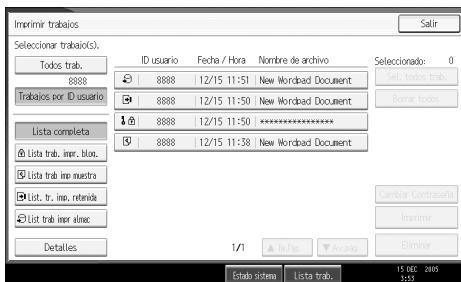 Imprimir trabajos
Salir
Seleccionar trabajo(s).
Todos trab.
8888
Trabajos por ID usuario
Lista completa
Lista trab. impr. bloq.
Lista trab imp muestra
List. tr. imp. retenida
List trab impr almac
Detalles
ID usuario Fecha / Hora Nombre de archivo
8888 12/15 11:51 New Wordpad Document
8888 12/15 11:50 New Wordpad Document
8888 12/15 11:50 ****************
8888 12/15 11:38 New Wordpad Document
1/1
▲ Re.Pág. ▼ Av.pág.
Seleccionado: 0
Sel. todos trab.
Borrar todos
Cambiar Contraseña
Imprimir
Eliminar
Estado sistema Lista trab.
15 DEC 2005
3:53